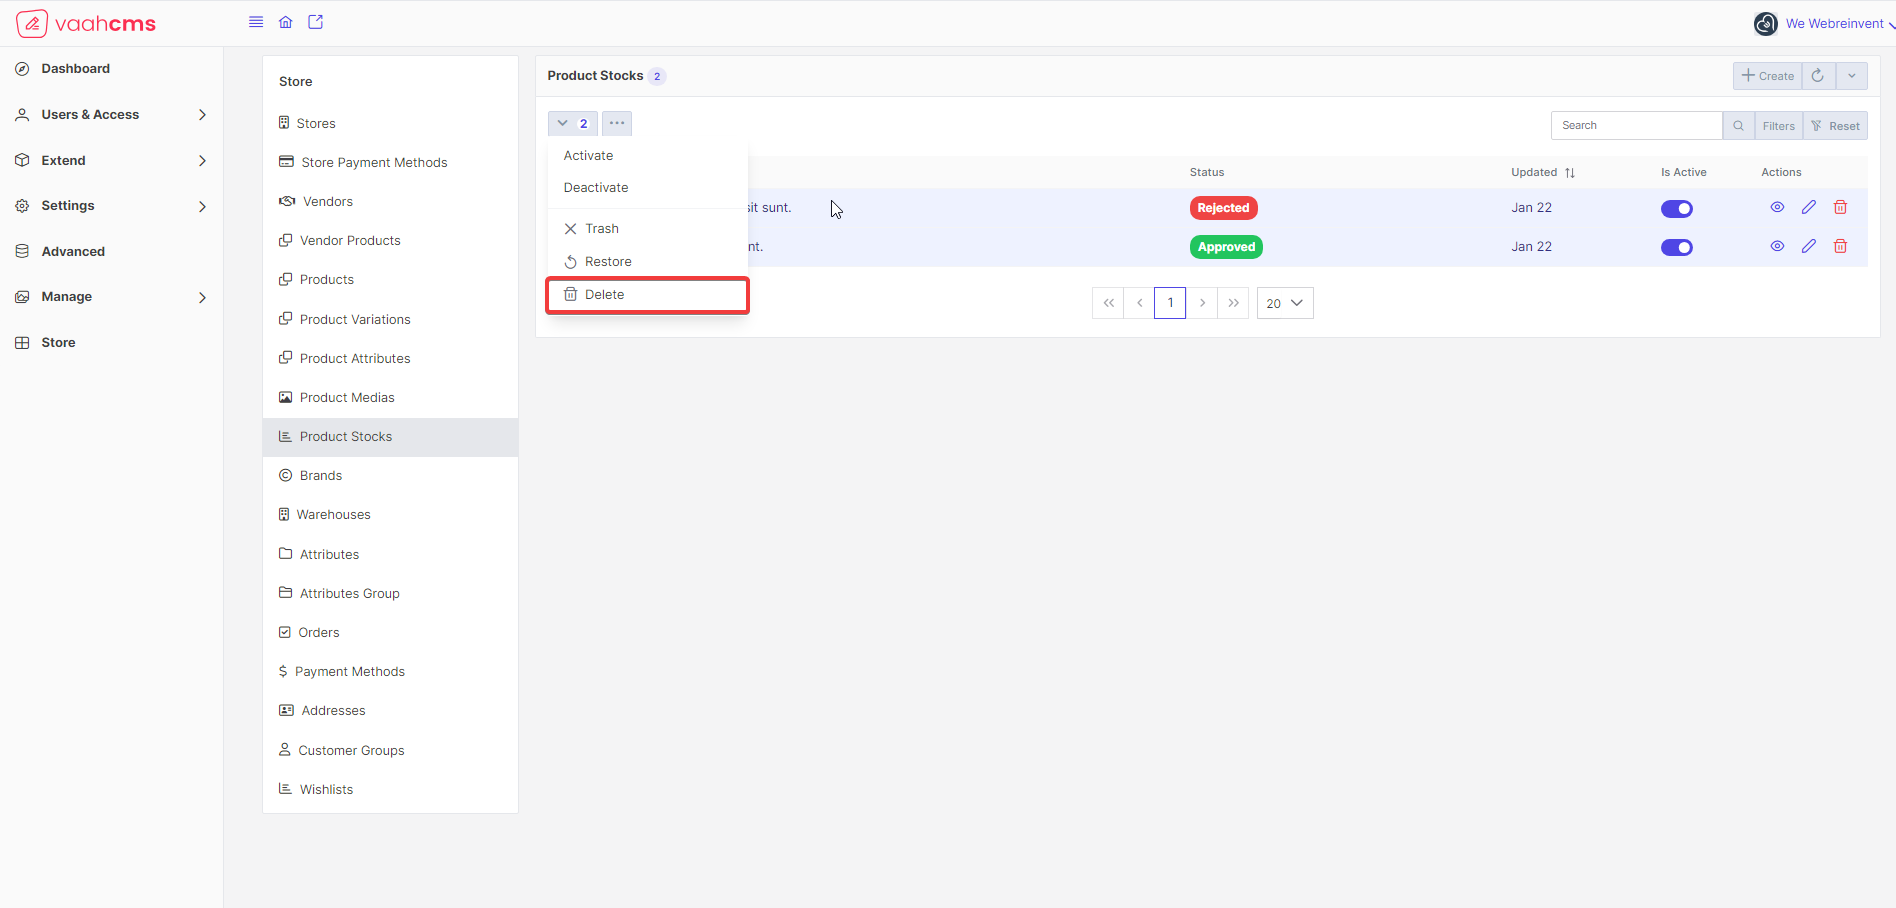 vaahcms
We Webreinvent
Dashboard
Users & Access
Extend
Settings
Advanced
Manage
Store
Store
Stores
Store Payment Methods
Vendors
Vendor Products
Products
Product Variations
Product Attributes
Product Medias
Product Stocks
Brands
Warehouses
Attributes
Attributes Group
Orders
Payment Methods
Addresses
Customer Groups
Wishlists
Product Stocks 2
Create
2
Search
Filters
Reset
Activate
Deactivate
Trash
Restore
Delete
Status Updated Is Active Actions
sit sunt. Rejected Jan 22
nt. Approved Jan 22
1
20